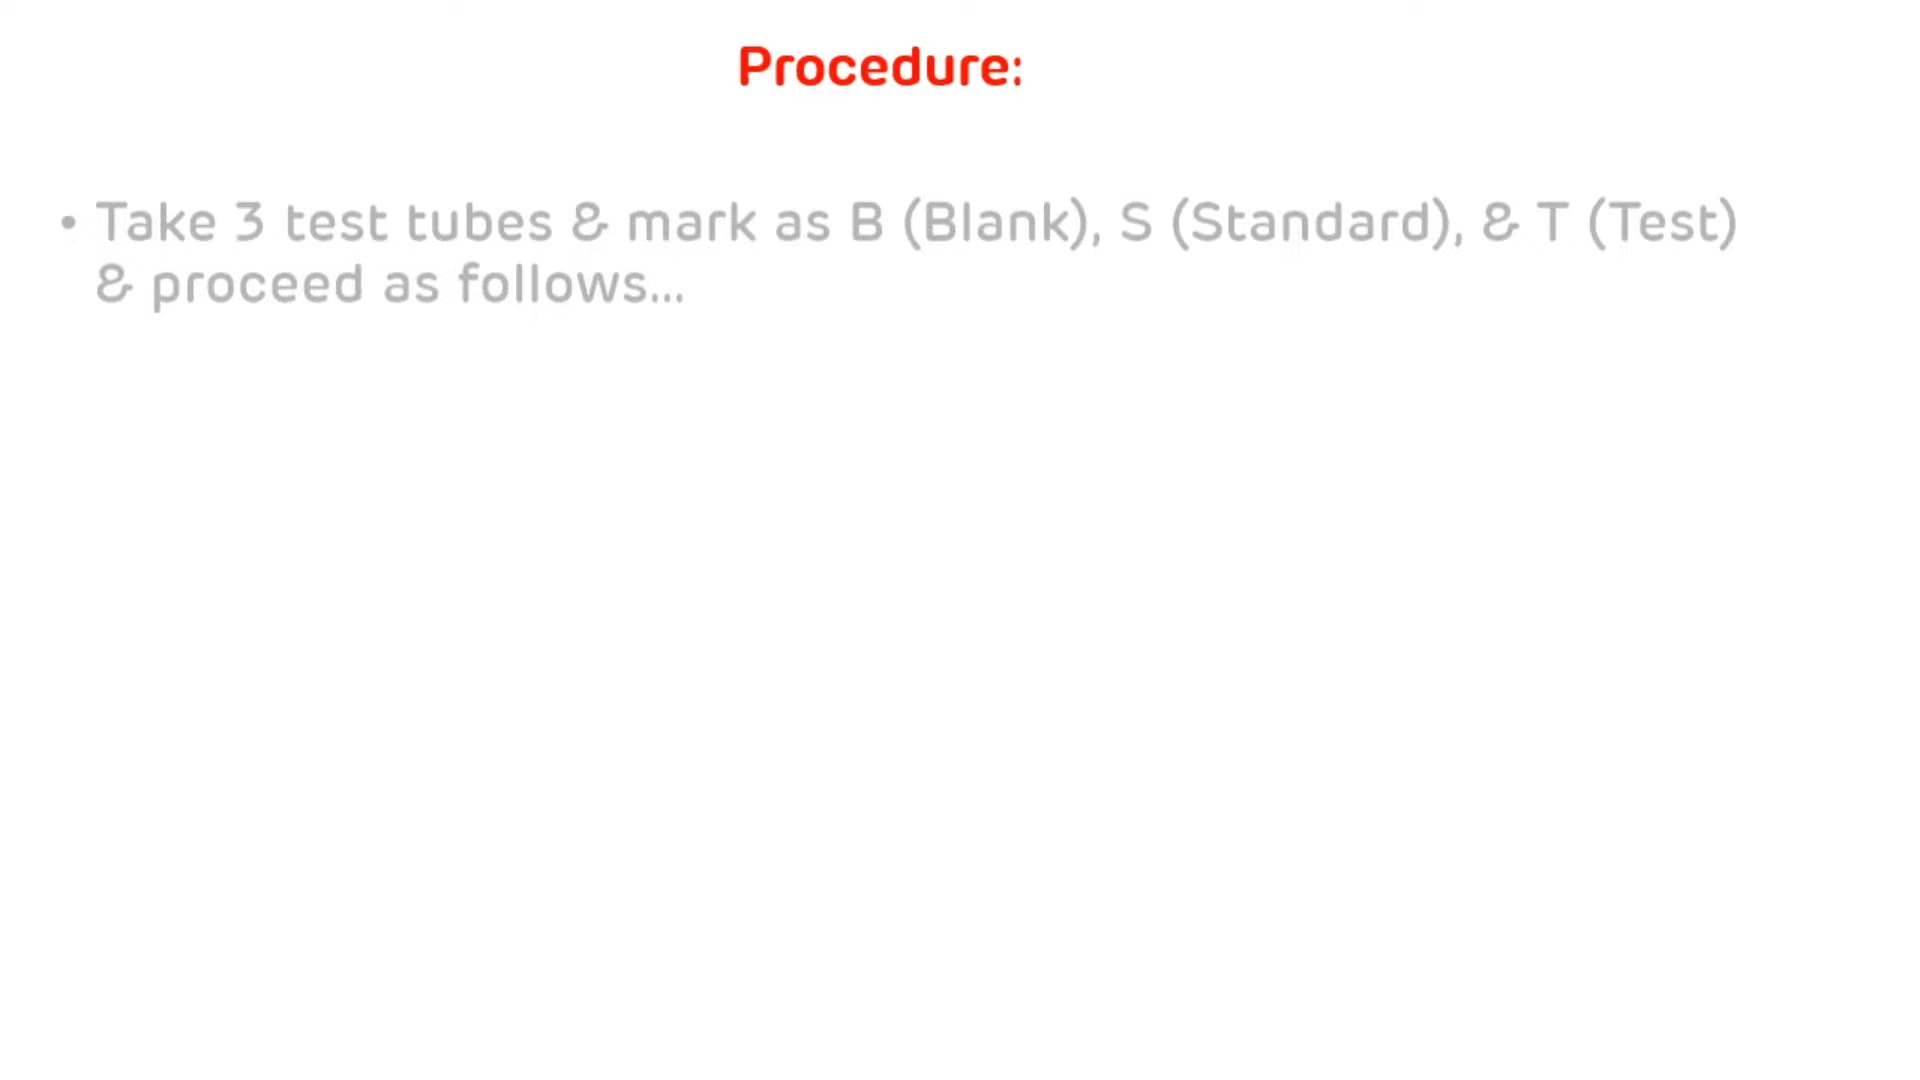 Procedure:
• Take 3 test tubes & mark as B (Blank), S (Standard), & T (Test)
& proceed as follows...